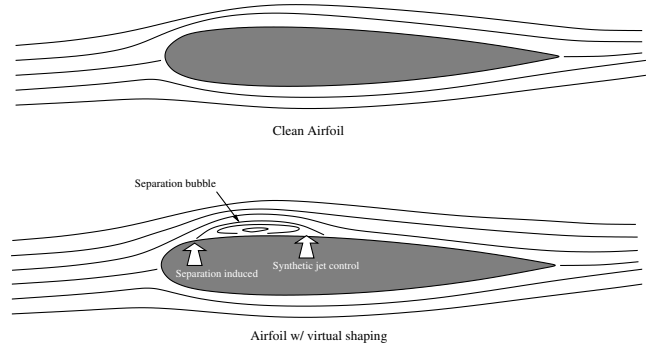 Clean Airfoil
Separation bubble
Separation induced
Synthetic jet control
Airfoil w/ virtual shaping